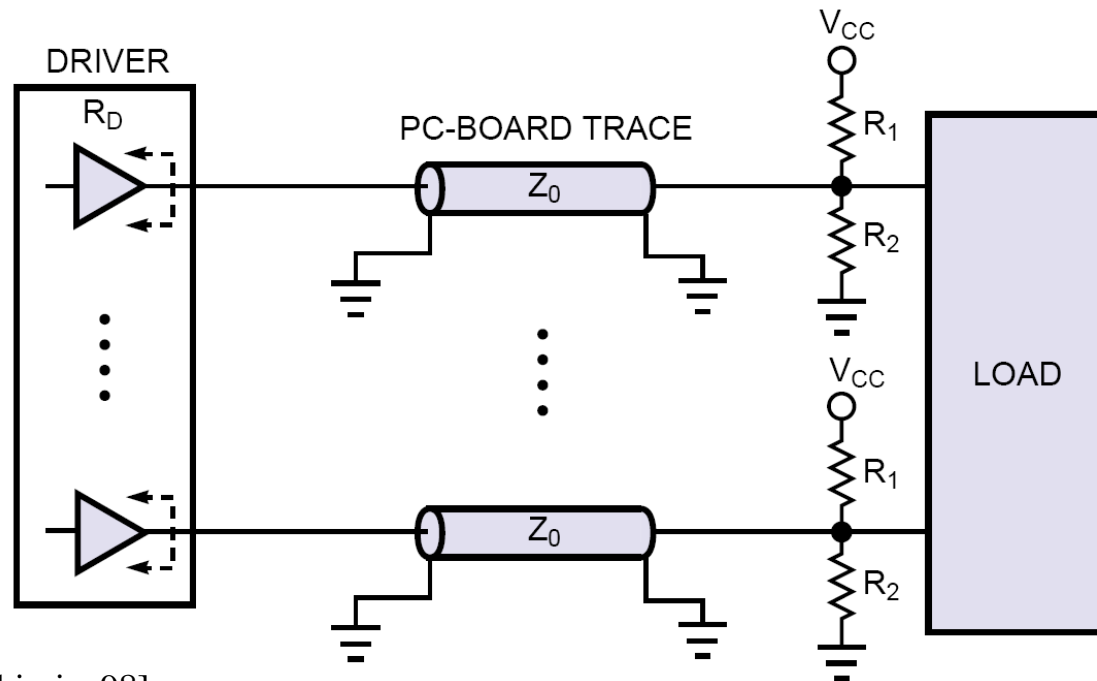 DRIVER
R_D
PC-BOARD TRACE
Z_0
V_CC
R_1
R_2
LOAD
V_CC
R_1
Z_0
R_2